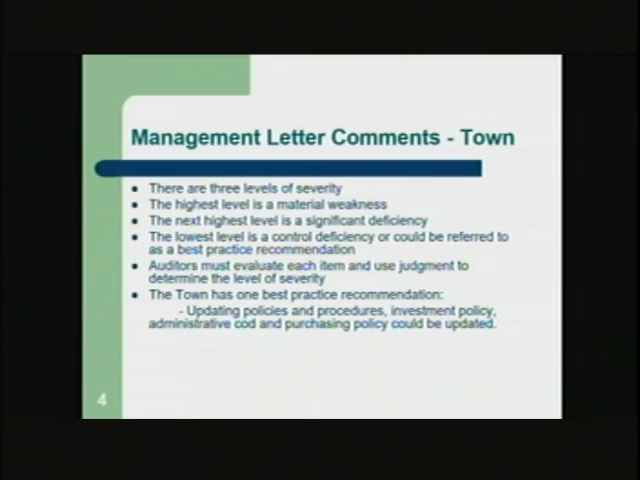 Management Letter Comments - Town
There are three levels of severity
The highest level is a material weakness
The next highest level is a significant deficiency
The lowest level is a control deficiency or could be referred to
as a best practice recommendation
Auditors must evaluate each item and use judgment to
determine the level of severity
The Town has one best practice recommendation:
- Updating policies and procedures, investment policy,
administrative cod and purchasing policy could be updated.
4